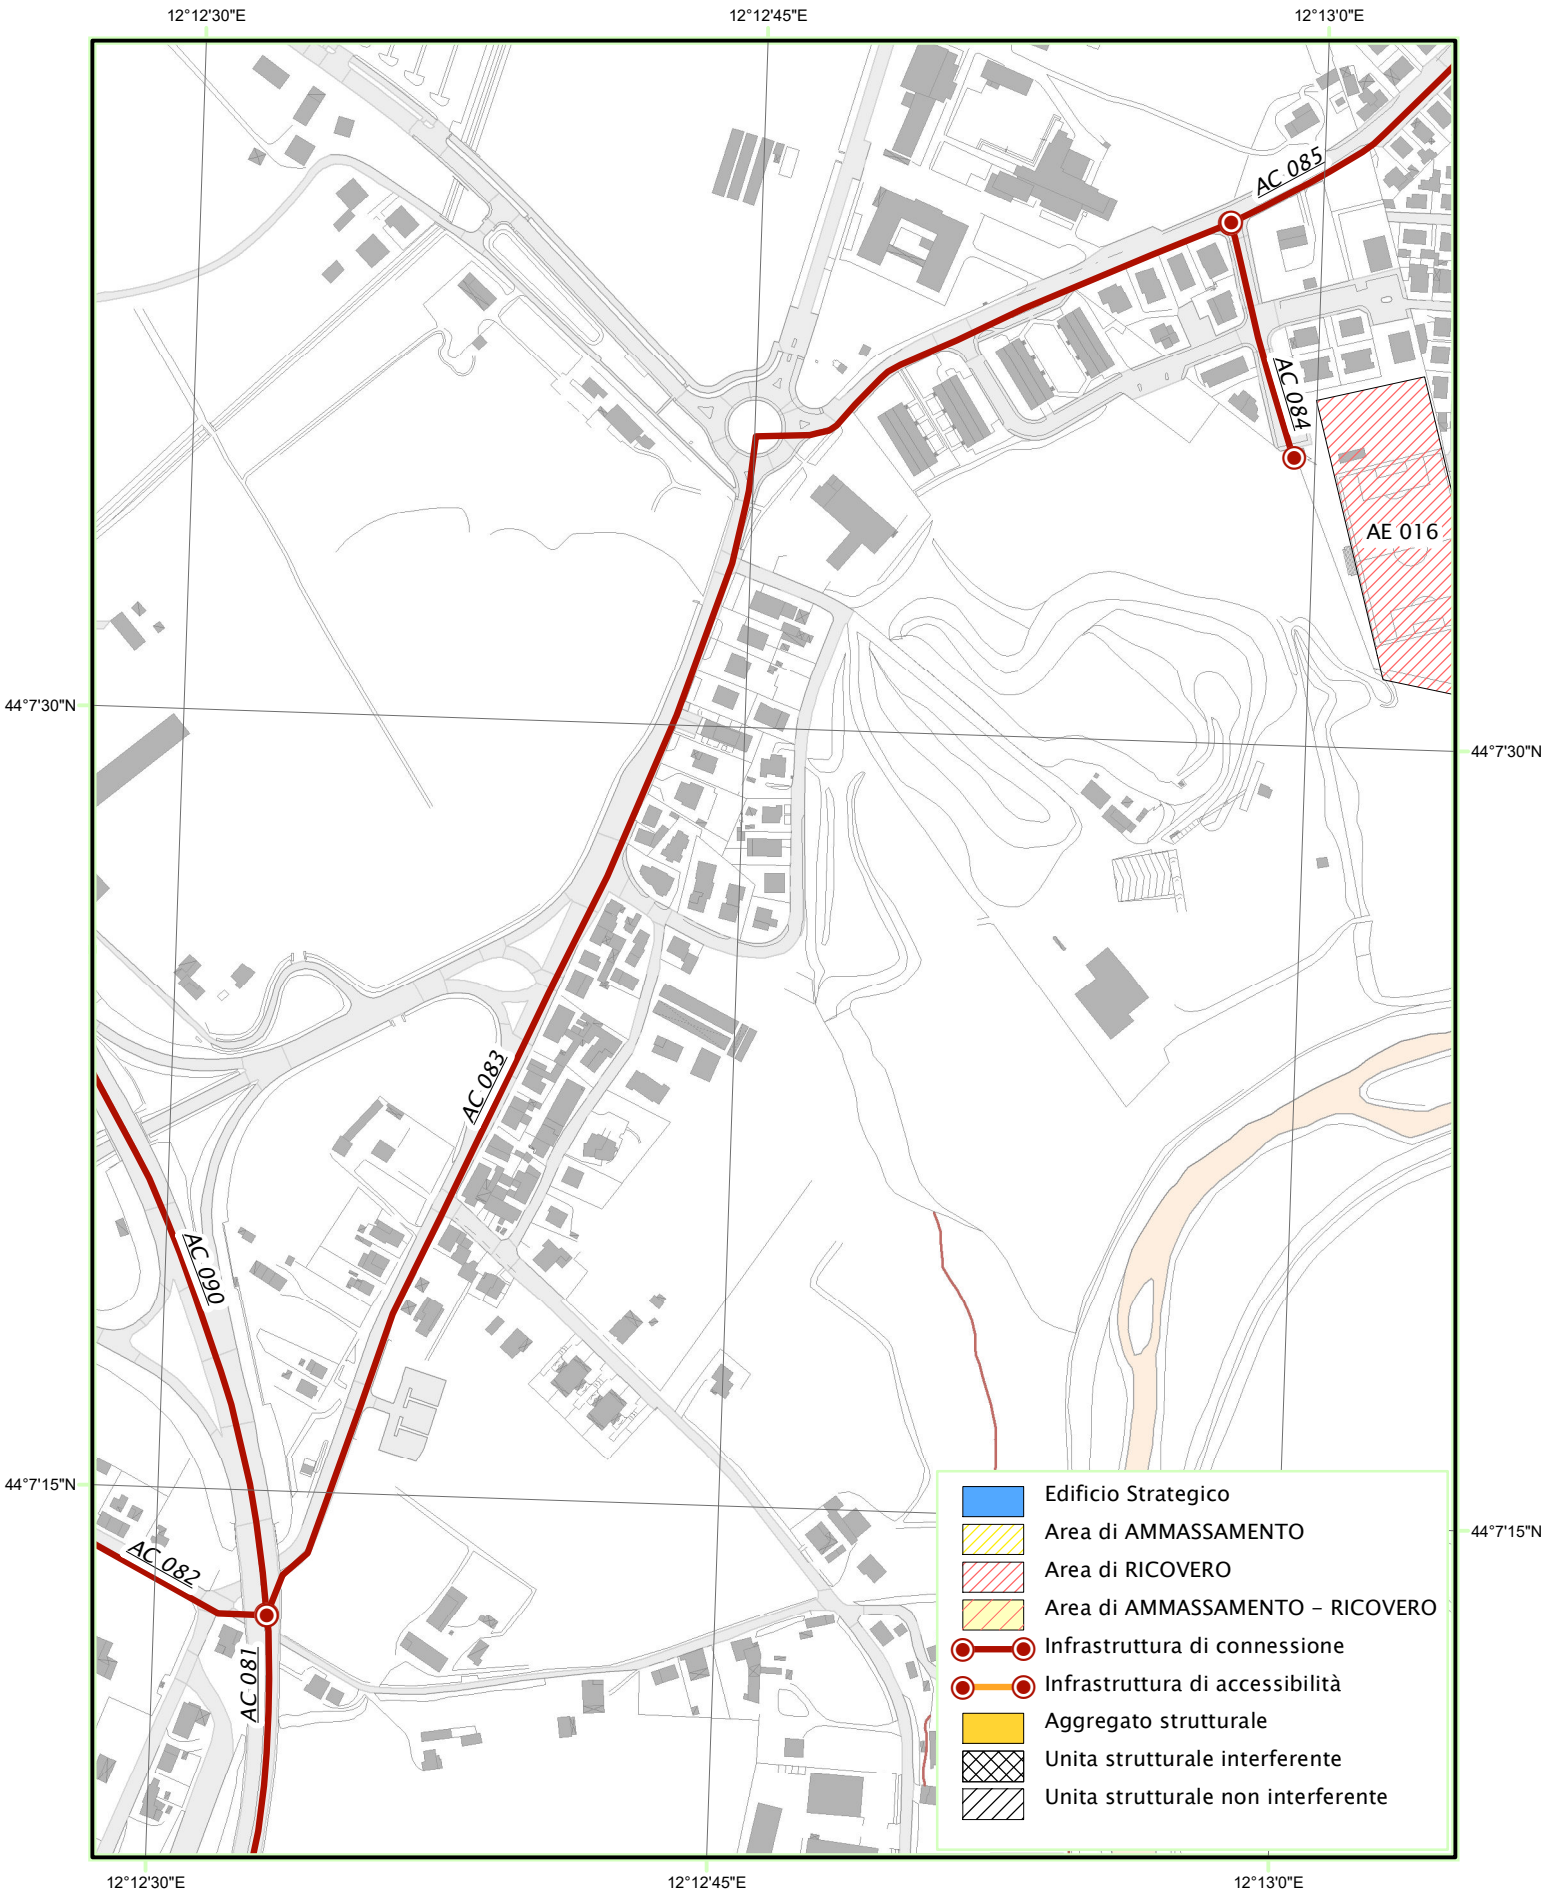 12°12'30"E
12°12'45"E
12°13'0"E
AC 085
AC 084
AE 016
44°7'30"N
44°7'30"N
AC 083
AC 090
44°7'15"N
44°7'15"N
AC 082
AC 081
Edificio Strategico
Area di AMMASSAMENTO
Area di RICOVERO
Area di AMMASSAMENTO – RICOVERO
Infrastruttura di connessione
Infrastruttura di accessibilità
Aggregato strutturale
Unita strutturale interferente
Unita strutturale non interferente
12°12'30"E
12°12'45"E
12°13'0"E